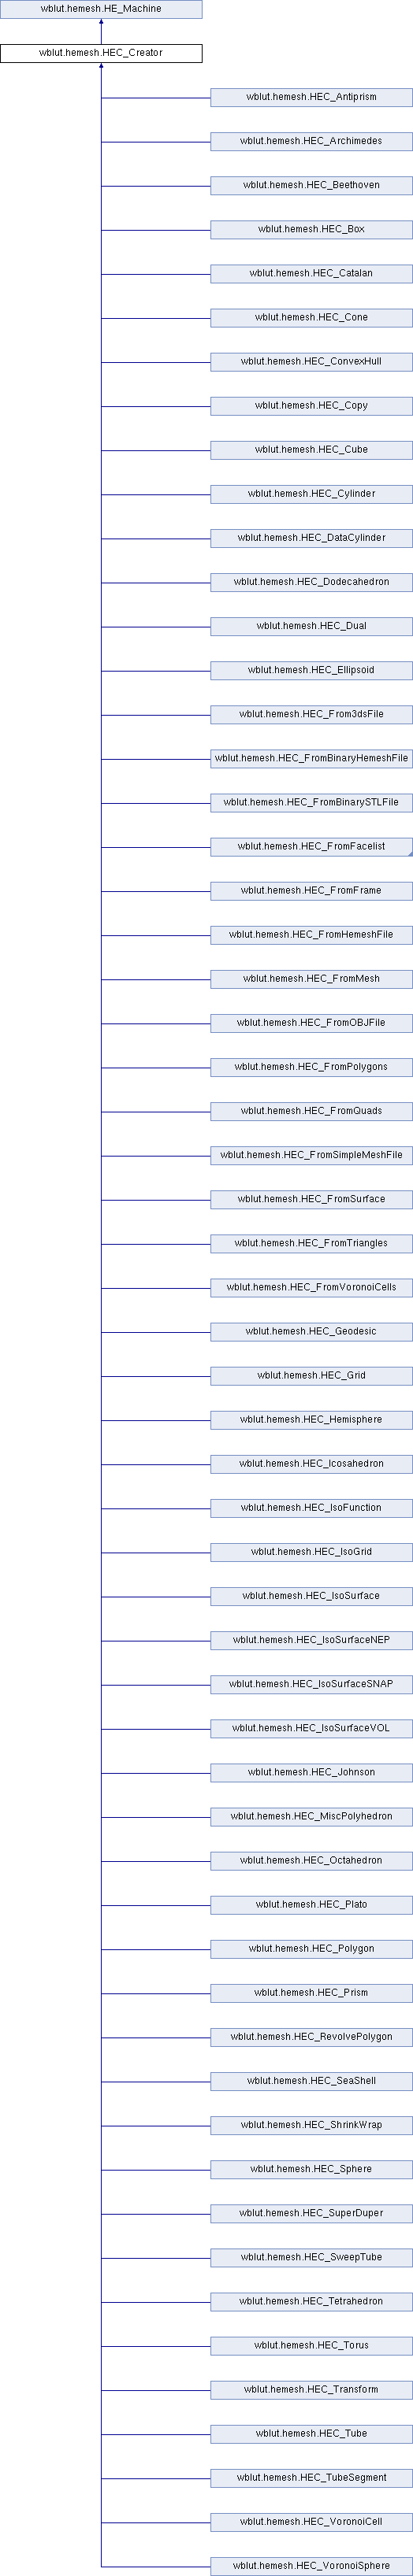 wblut.hemesh.HE_Machine
wblut.hemesh.HEC_Creator
wblut.hemesh.HEC_Antiprism
wblut.hemesh.HEC_Archimedes
wblut.hemesh.HEC_Beethoven
wblut.hemesh.HEC_Box
wblut.hemesh.HEC_Catalan
wblut.hemesh.HEC_Cone
wblut.hemesh.HEC_ConvexHull
wblut.hemesh.HEC_Copy
wblut.hemesh.HEC_Cube
wblut.hemesh.HEC_Cylinder
wblut.hemesh.HEC_DataCylinder
wblut.hemesh.HEC_Dodecahedron
wblut.hemesh.HEC_Dual
wblut.hemesh.HEC_Ellipsoid
wblut.hemesh.HEC_From3dsFile
wblut.hemesh.HEC_FromBinaryHemeshFile
wblut.hemesh.HEC_FromBinarySTLFile
wblut.hemesh.HEC_FromFacelist
wblut.hemesh.HEC_FromFrame
wblut.hemesh.HEC_FromHemeshFile
wblut.hemesh.HEC_FromMesh
wblut.hemesh.HEC_FromOBJFile
wblut.hemesh.HEC_FromPolygons
wblut.hemesh.HEC_FromQuads
wblut.hemesh.HEC_FromSimpleMeshFile
wblut.hemesh.HEC_FromSurface
wblut.hemesh.HEC_FromTriangles
wblut.hemesh.HEC_FromVoronoiCells
wblut.hemesh.HEC_Geodesic
wblut.hemesh.HEC_Grid
wblut.hemesh.HEC_Hemisphere
wblut.hemesh.HEC_Icosahedron
wblut.hemesh.HEC_IsoFunction
wblut.hemesh.HEC_IsoGrid
wblut.hemesh.HEC_IsoSurface
wblut.hemesh.HEC_IsoSurfaceNEP
wblut.hemesh.HEC_IsoSurfaceSNAP
wblut.hemesh.HEC_IsoSurfaceVOL
wblut.hemesh.HEC_Johnson
wblut.hemesh.HEC_MiscPolyhedron
wblut.hemesh.HEC_Octahedron
wblut.hemesh.HEC_Plato
wblut.hemesh.HEC_Polygon
wblut.hemesh.HEC_Prism
wblut.hemesh.HEC_RevolvePolygon
wblut.hemesh.HEC_SeaShell
wblut.hemesh.HEC_ShrinkWrap
wblut.hemesh.HEC_Sphere
wblut.hemesh.HEC_SuperDuper
wblut.hemesh.HEC_SweepTube
wblut.hemesh.HEC_Tetrahedron
wblut.hemesh.HEC_Torus
wblut.hemesh.HEC_Transform
wblut.hemesh.HEC_Tube
wblut.hemesh.HEC_TubeSegment
wblut.hemesh.HEC_VoronoiCell
wblut.hemesh.HEC_VoronoiSphere